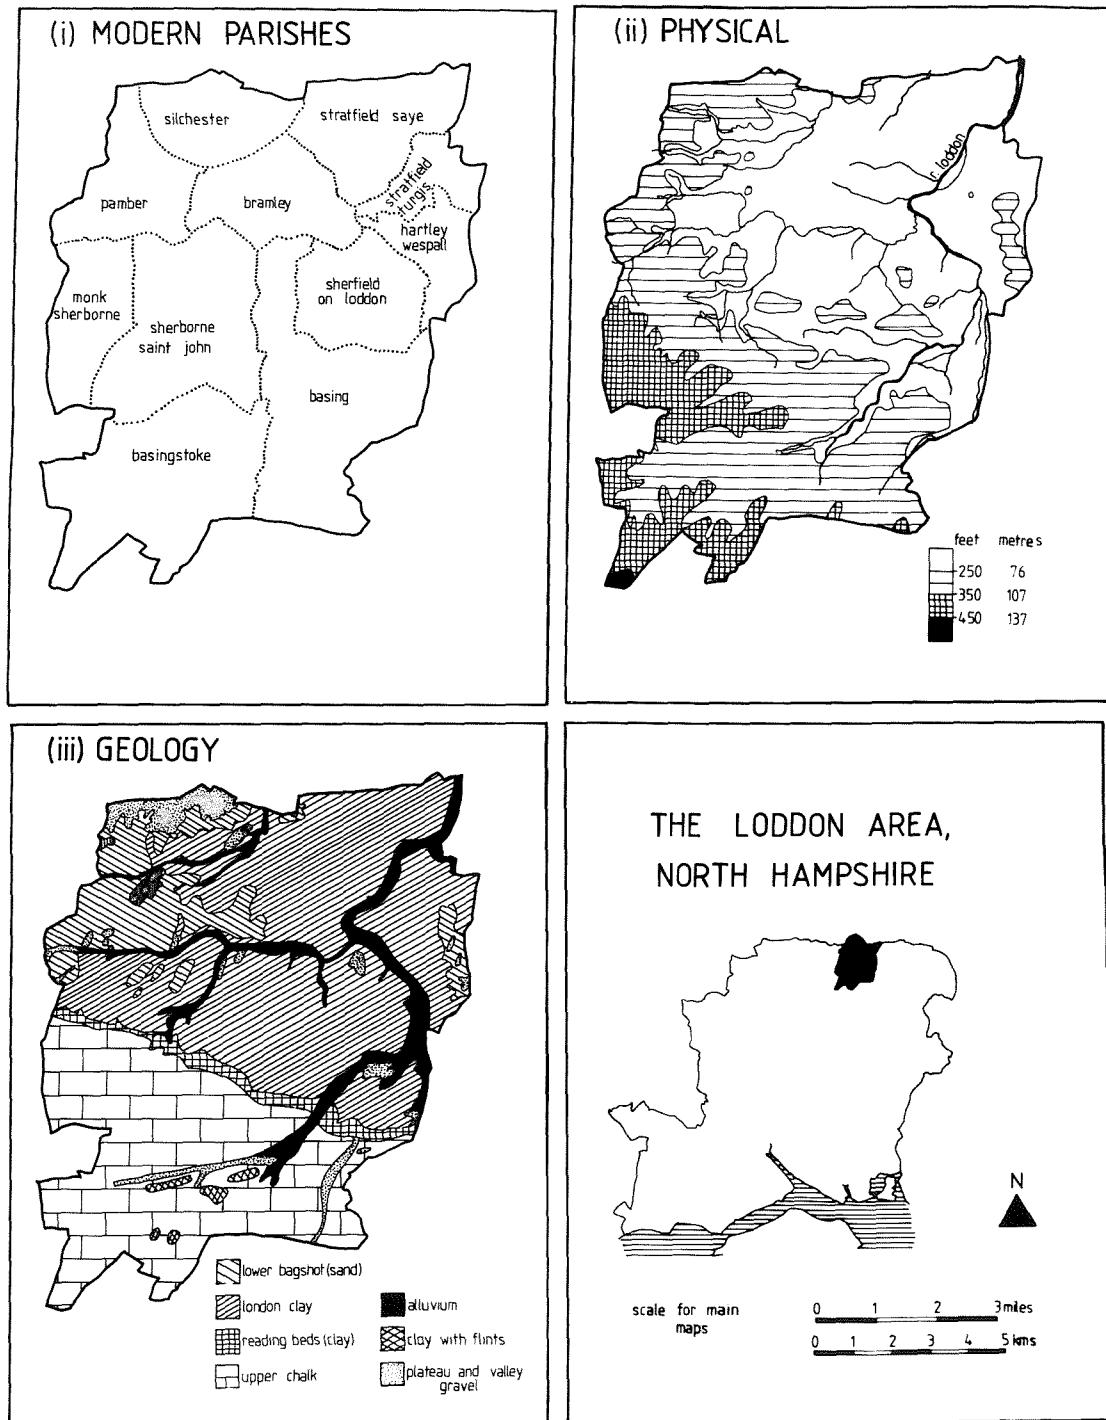 (i) MODERN PARISHES
silchester
stratfield saye
pamber
bramley
stratfield
turgis
hartley
wespall
monk
sherborne
sherborne
saint john
sherfield
on loddon
basing
basingstoke
(ii) PHYSICAL
r. loddon
feet metres
250 76
350 107
450 137
(iii) GEOLOGY
lower bagshot (sand)
london clay
reading beds (clay)
upper chalk
alluvium
clay with flints
plateau and valley
gravel
THE LODDON AREA,
NORTH HAMPSHIRE
N
scale for main
maps
0 1 2 3 miles
0 1 2 3 4 5 kms